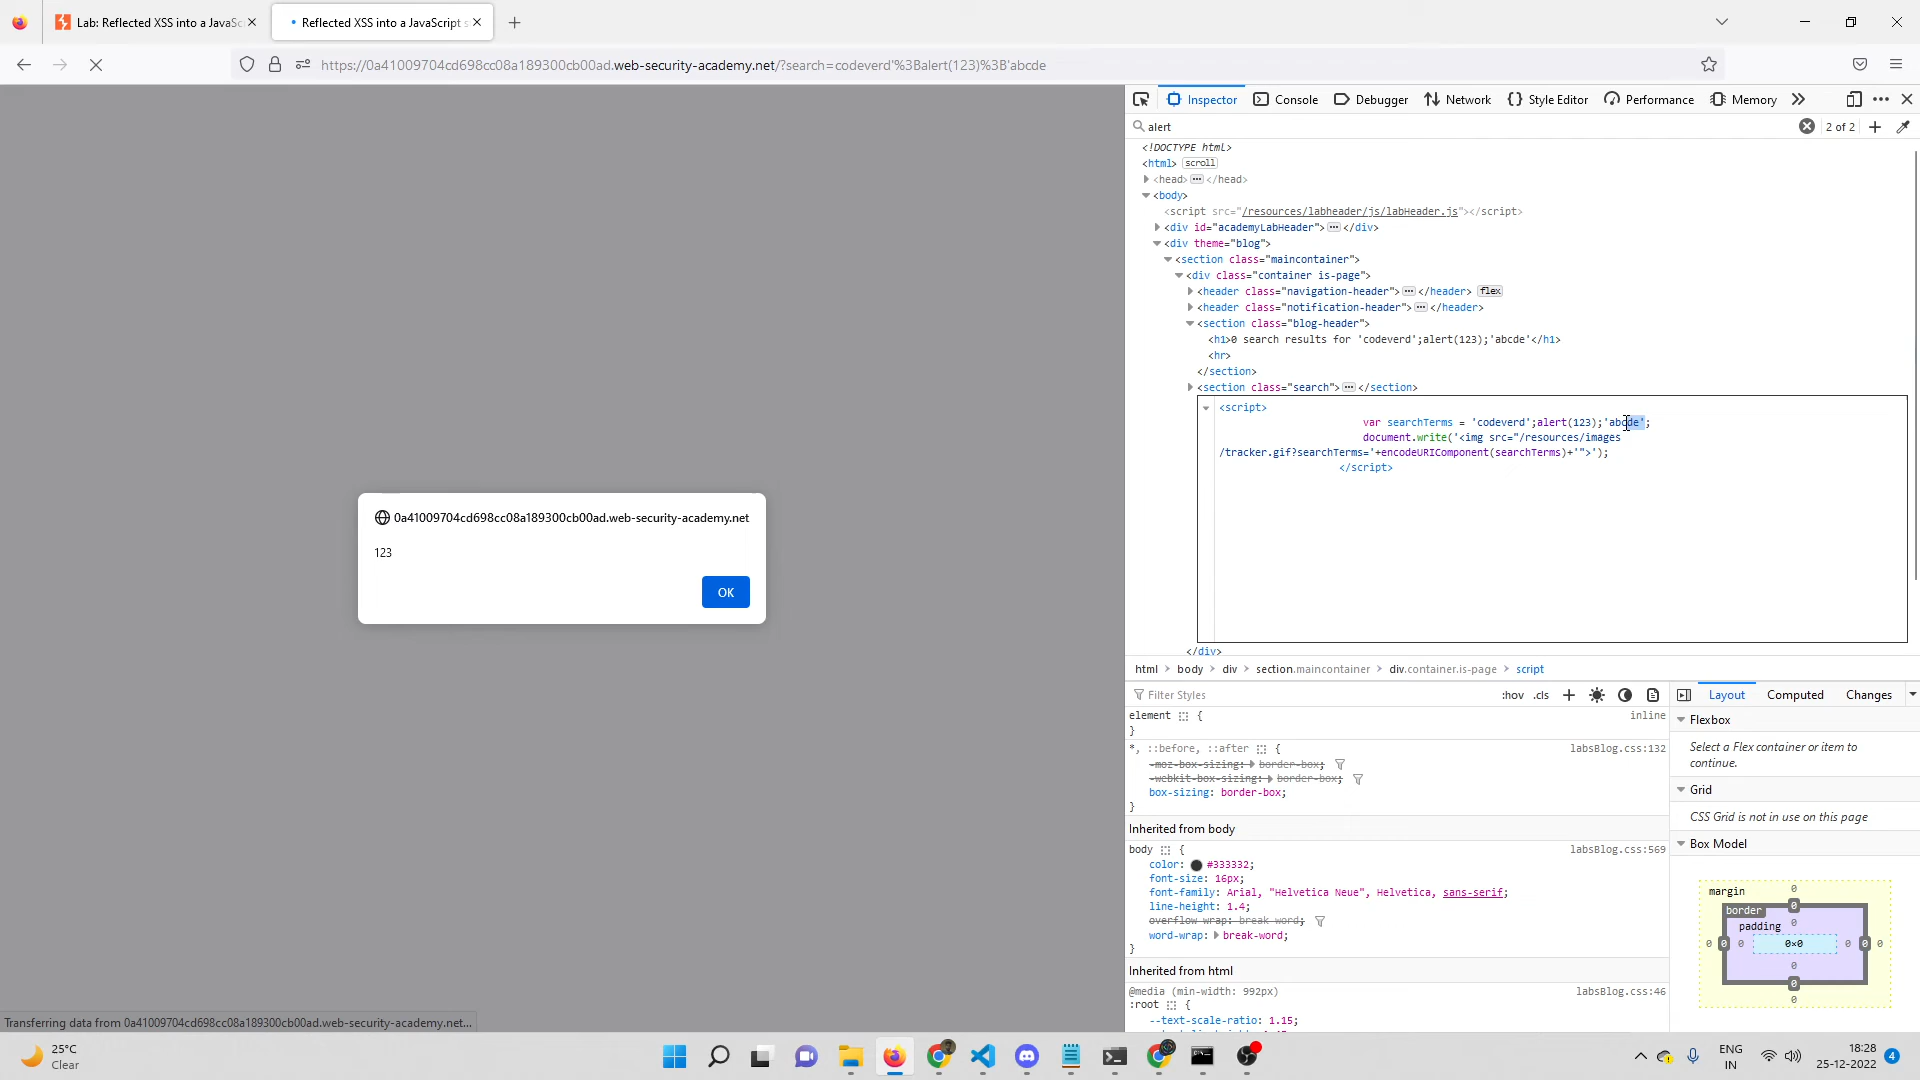 Lab: Reflected XSS into a JavaSc
Reflected XSS into a JavaScript s
https://0a41009704cd698cc08a189300cb00ad.web-security-academy.net/?search=codeverd'%3Balert(123)%3B'abcde
Inspector
Console
Debugger
Network
Style Editor
Performance
Memory
alert
2 of 2
<!DOCTYPE html>
<html> scroll
<head> ... </head>
<body>
<script src="/resources/labheader/js/labHeader.js"></script>
<div id="academyLabHeader"> ... </div>
<div theme="blog">
<section class="maincontainer">
<div class="container is-page">
<header class="navigation-header"> ... </header> flex
<header class="notification-header"> ... </header>
<section class="blog-header">
<h1>0 search results for 'codeverd';alert(123);'abcde'</h1>
<hr>
</section>
<section class="search"> ... </section>
<script>
var searchTerms = 'codeverd';alert(123);'abcde';
document.write('<img src="/resources/images
/tracker.gif?searchTerms='+encodeURIComponent(searchTerms)+'">');
</script>
</div>
0a41009704cd698cc08a189300cb00ad.web-security-academy.net
123
OK
html > body > div > section.maincontainer > div.container.is-page > script
Filter Styles
:hov .cls
Layout
Computed
Changes
element {
inline
}
*, ::before, ::after {
labsBlog.css:132
-moz-box-sizing: border-box;
-webkit-box-sizing: border-box;
box-sizing: border-box;
}
Inherited from body
body {
labsBlog.css:569
color: #333332;
font-size: 16px;
font-family: Arial, "Helvetica Neue", Helvetica, sans-serif;
line-height: 1.4;
overflow-wrap: break-word;
word-wrap: break-word;
}
Inherited from html
@media (min-width: 992px)
labsBlog.css:46
:root {
--text-scale-ratio: 1.15;
Flexbox
Select a Flex container or item to
continue.
Grid
CSS Grid is not in use on this page
Box Model
margin
0
border
0
padding
0
0 0 0
0×0
0 0 0
0
0
0
Transferring data from 0a41009704cd698cc08a189300cb00ad.web-security-academy.net...
25°C
Clear
ENG
IN
18:28
25-12-2022
4